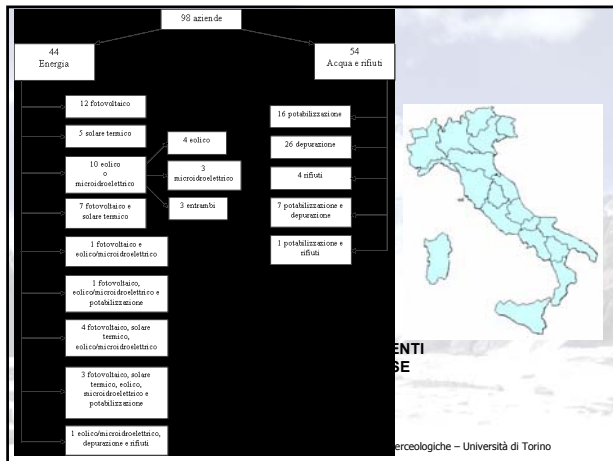 98 aziende
44
Energia
54
Acqua e rifiuti
12 fotovoltaico
5 solare termico
10 eolico
o
microidroelettrico
4 eolico
3
microidroelettrico
3 entrambi
7 fotovoltaico e
solare termico
1 fotovoltaico e
eolico/microidroelettrico
1 fotovoltaico,
eolico/microidroelettrico e
potabilizzazione
4 fotovoltaico, solare
termico,
eolico/microidroelettrico
3 fotovoltaico, solare
termico, eolico,
microidroelettrico e
potabilizzazione
1 eolico/microidroelettrico,
depurazione e rifiuti
16 potabilizzazione
26 depurazione
4 rifiuti
7 potabilizzazione e
depurazione
1 potabilizzazione e
rifiuti
ENTI
SE
erceologiche – Università di Torino